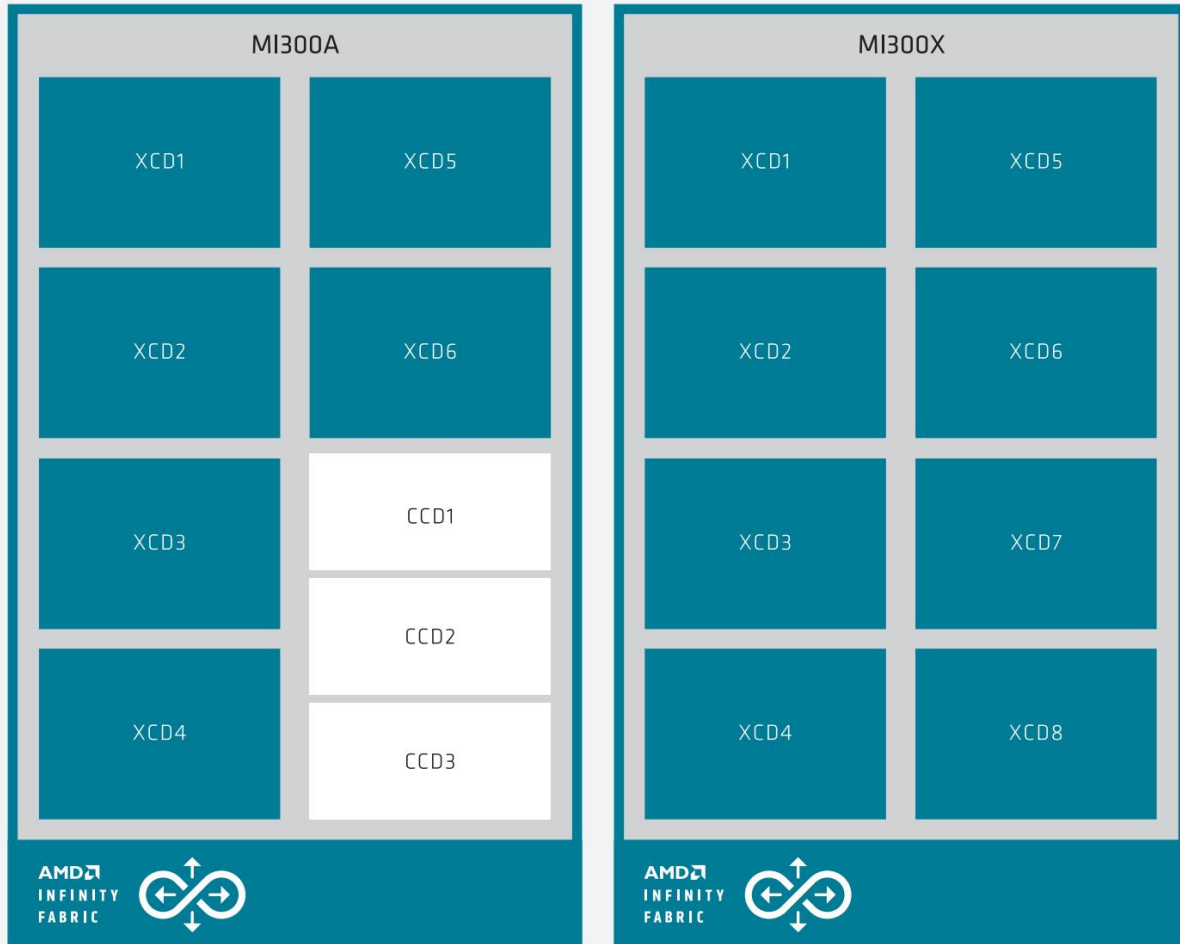 MI300A
XCD1
XCD5
XCD2
XCD6
XCD3
CCD1
CCD2
XCD4
CCD3
AMD
INFINITY
FABRIC
MI300X
XCD1
XCD5
XCD2
XCD6
XCD3
XCD7
XCD4
XCD8
AMD
INFINITY
FABRIC